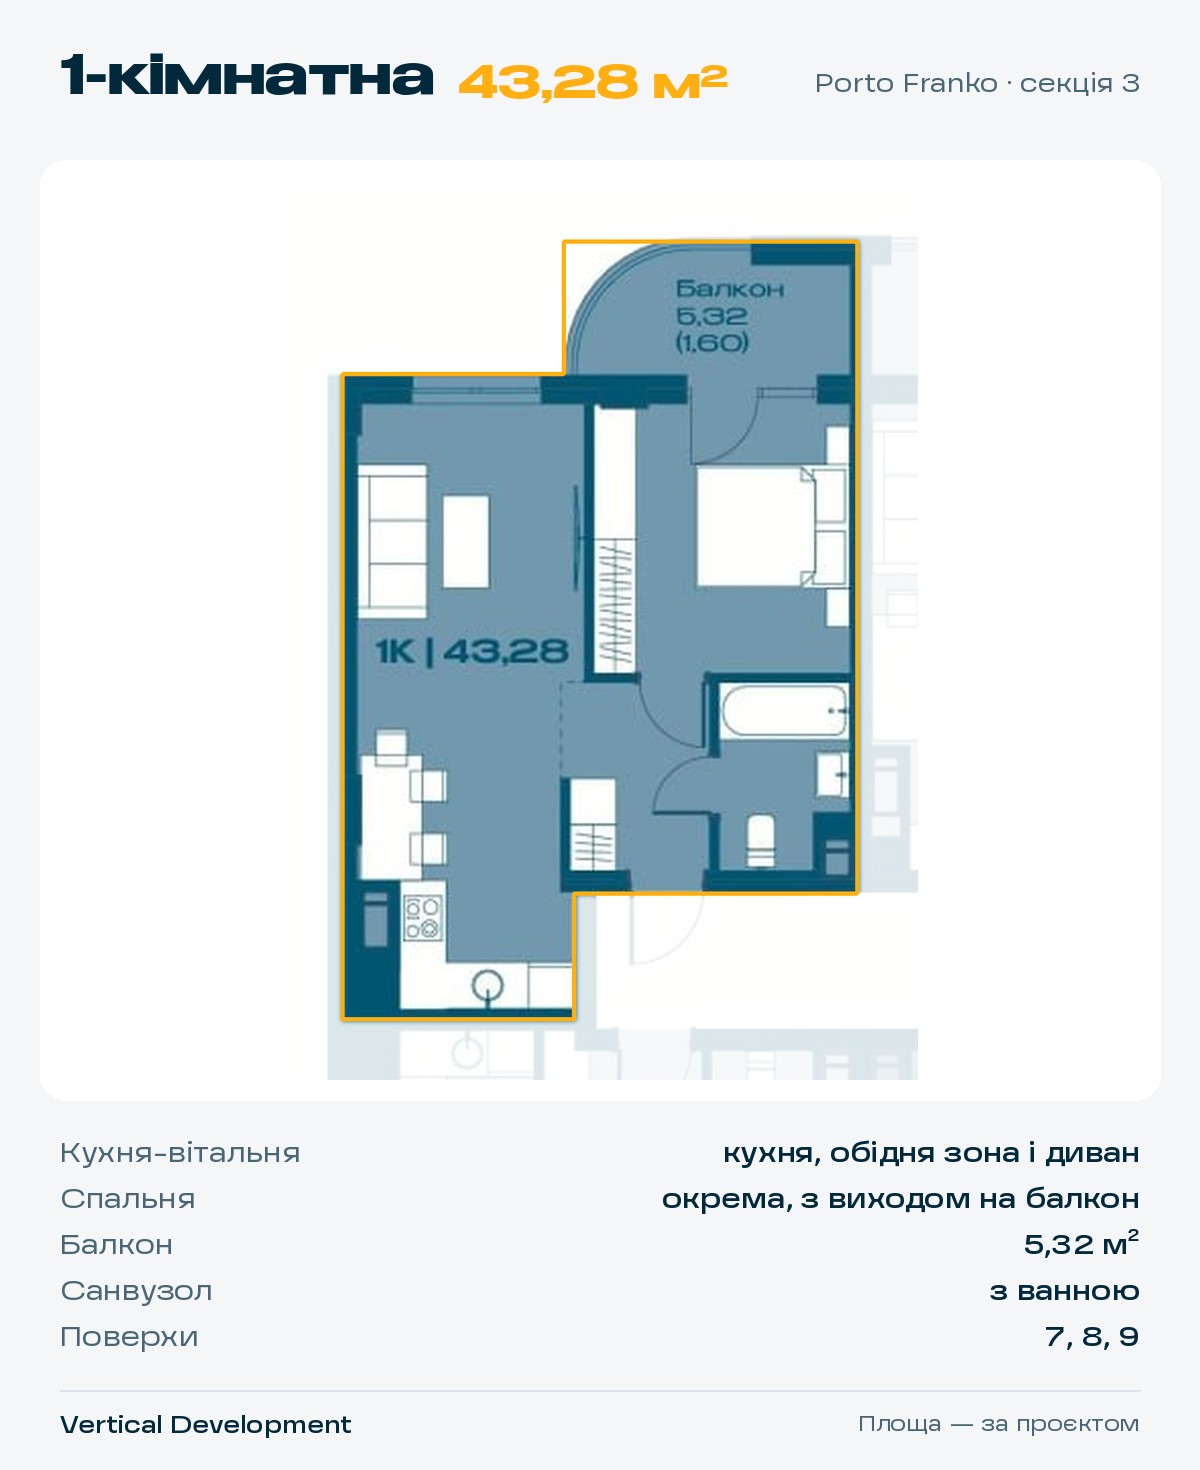 1-кімнатна 43,28 м² Porto Franko · секція 3
Балкон
5,32
(1,60)
1К | 43,28
Кухня-вітальня кухня, обідня зона і диван
Спальня окрема, з виходом на балкон
Балкон 5,32 м²
Санвузол з ванною
Поверхи 7, 8, 9
Vertical Development Площа — за проєктом